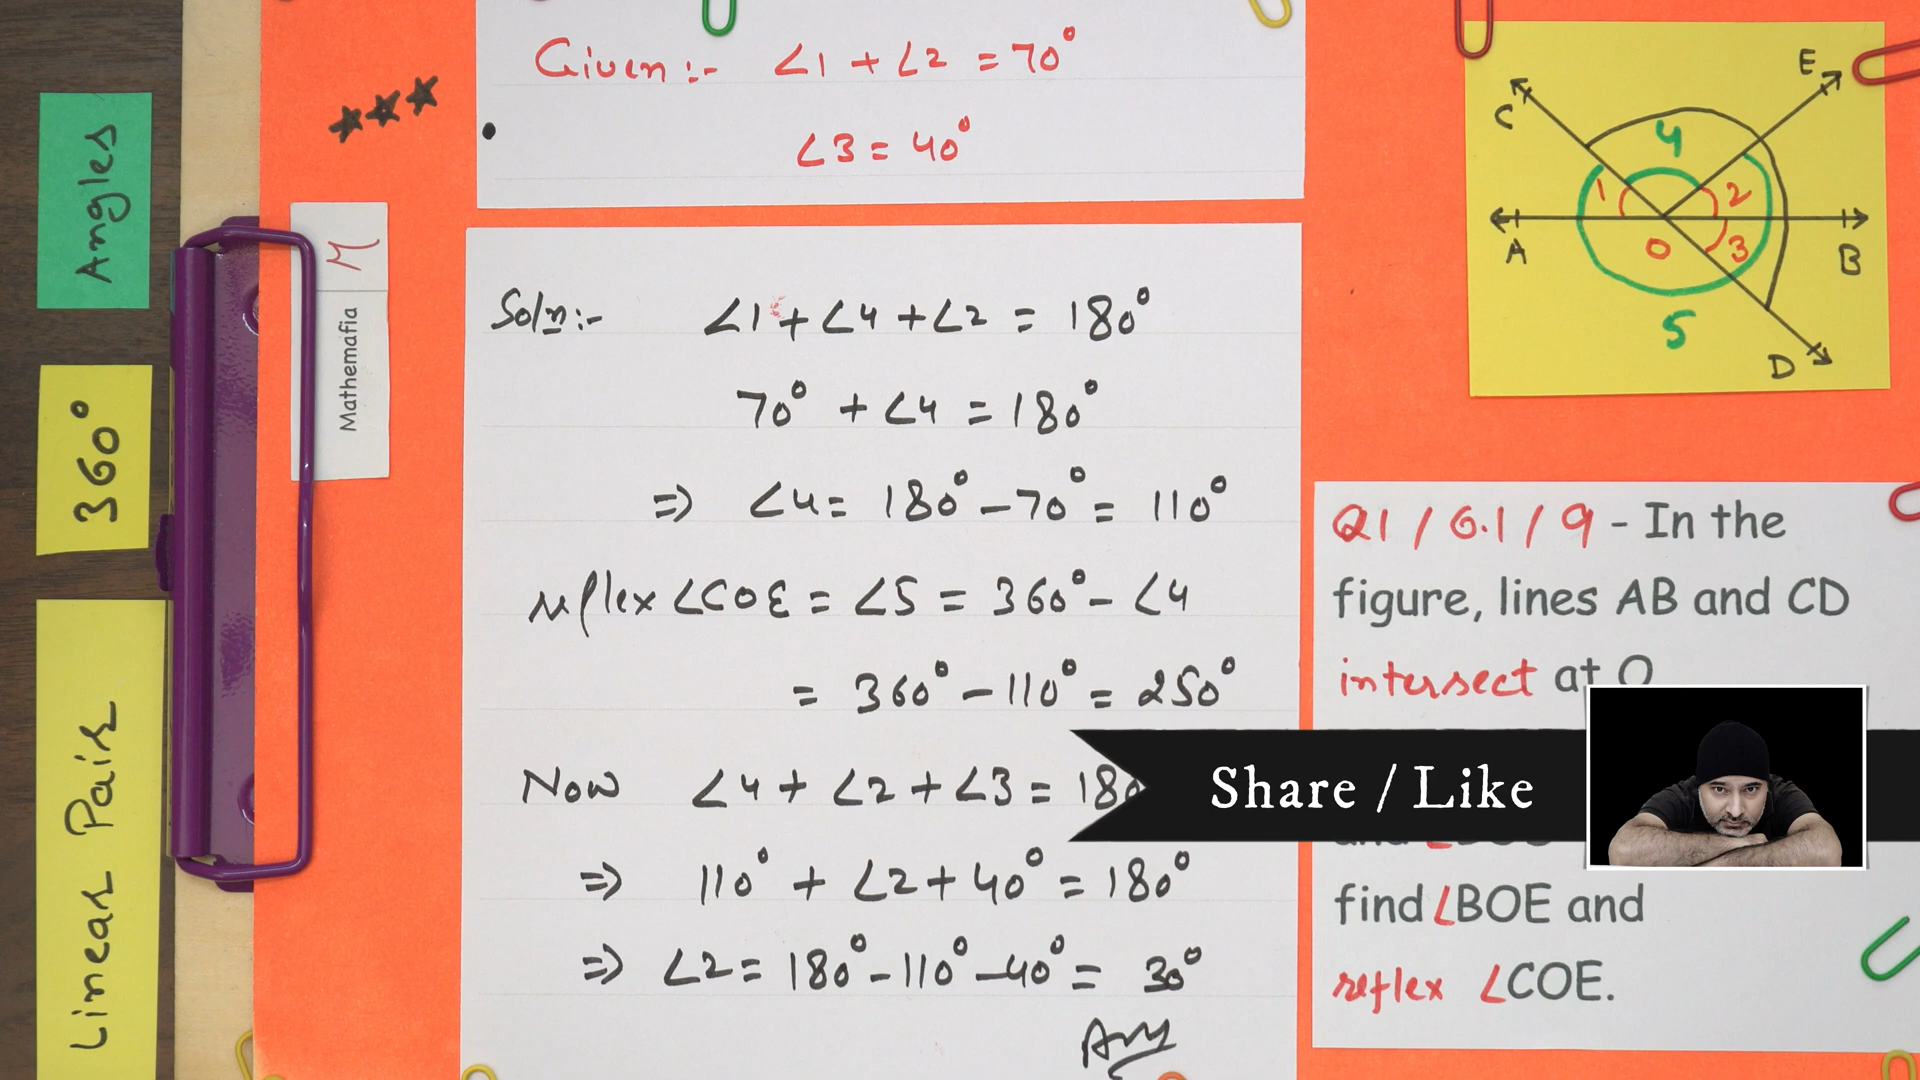 Angles
360°
Linear Pair
M
Mathemafia
Given :- ∠1 + ∠2 = 70°
∠3 = 40°
Soln:- ∠1 + ∠4 + ∠2 = 180°
70° + ∠4 = 180°
=> ∠4 = 180° - 70° = 110°
reflex ∠COE = ∠5 = 360° - ∠4
= 360° - 110° = 250°
Now ∠4 + ∠2 + ∠3 = 180
=> 110° + ∠2 + 40° = 180°
=> ∠2 = 180° - 110° - 40° = 30°
Ans
C
E
4
1
2
A
O
3
B
5
D
Q1 / 6.1 / 9 - In the
figure, lines AB and CD
intersect at O
find ∠BOE and
reflex ∠COE.
Share / Like